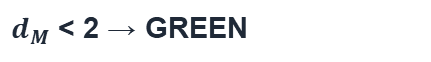 d_M < 2 → GREEN